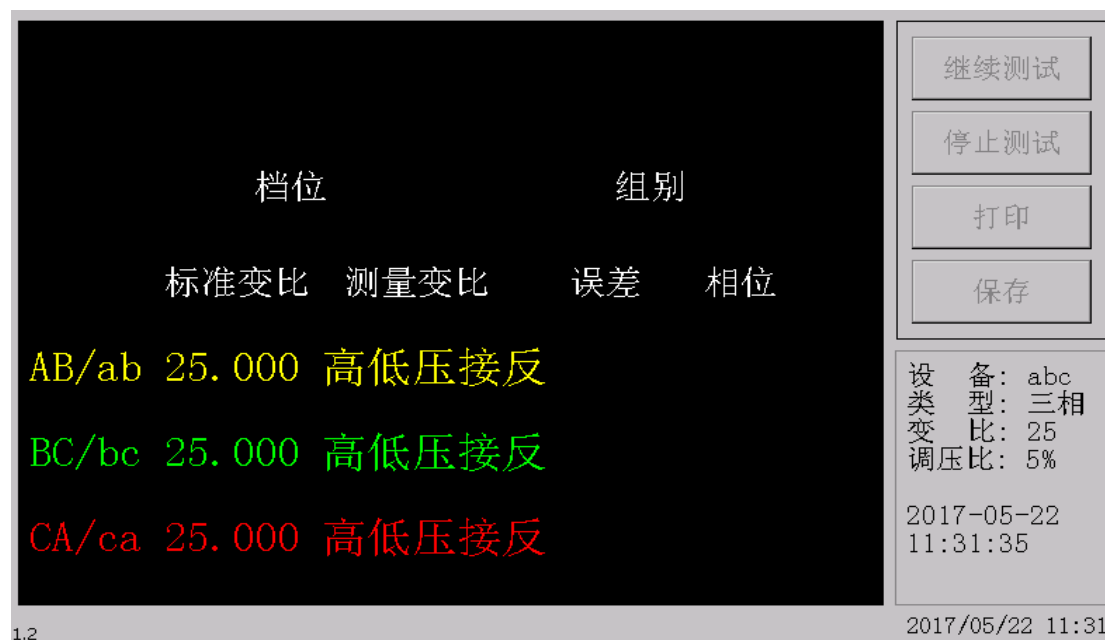 继续测试
停止测试
打印
保存
档位 组别
标准变比 测量变比 误差 相位
AB/ab 25.000 高低压接反
BC/bc 25.000 高低压接反
CA/ca 25.000 高低压接反
设 备: abc
类 型: 三相
变 比: 25
调压比: 5%
2017-05-22
11:31:35
1.2
2017/05/22 11:31